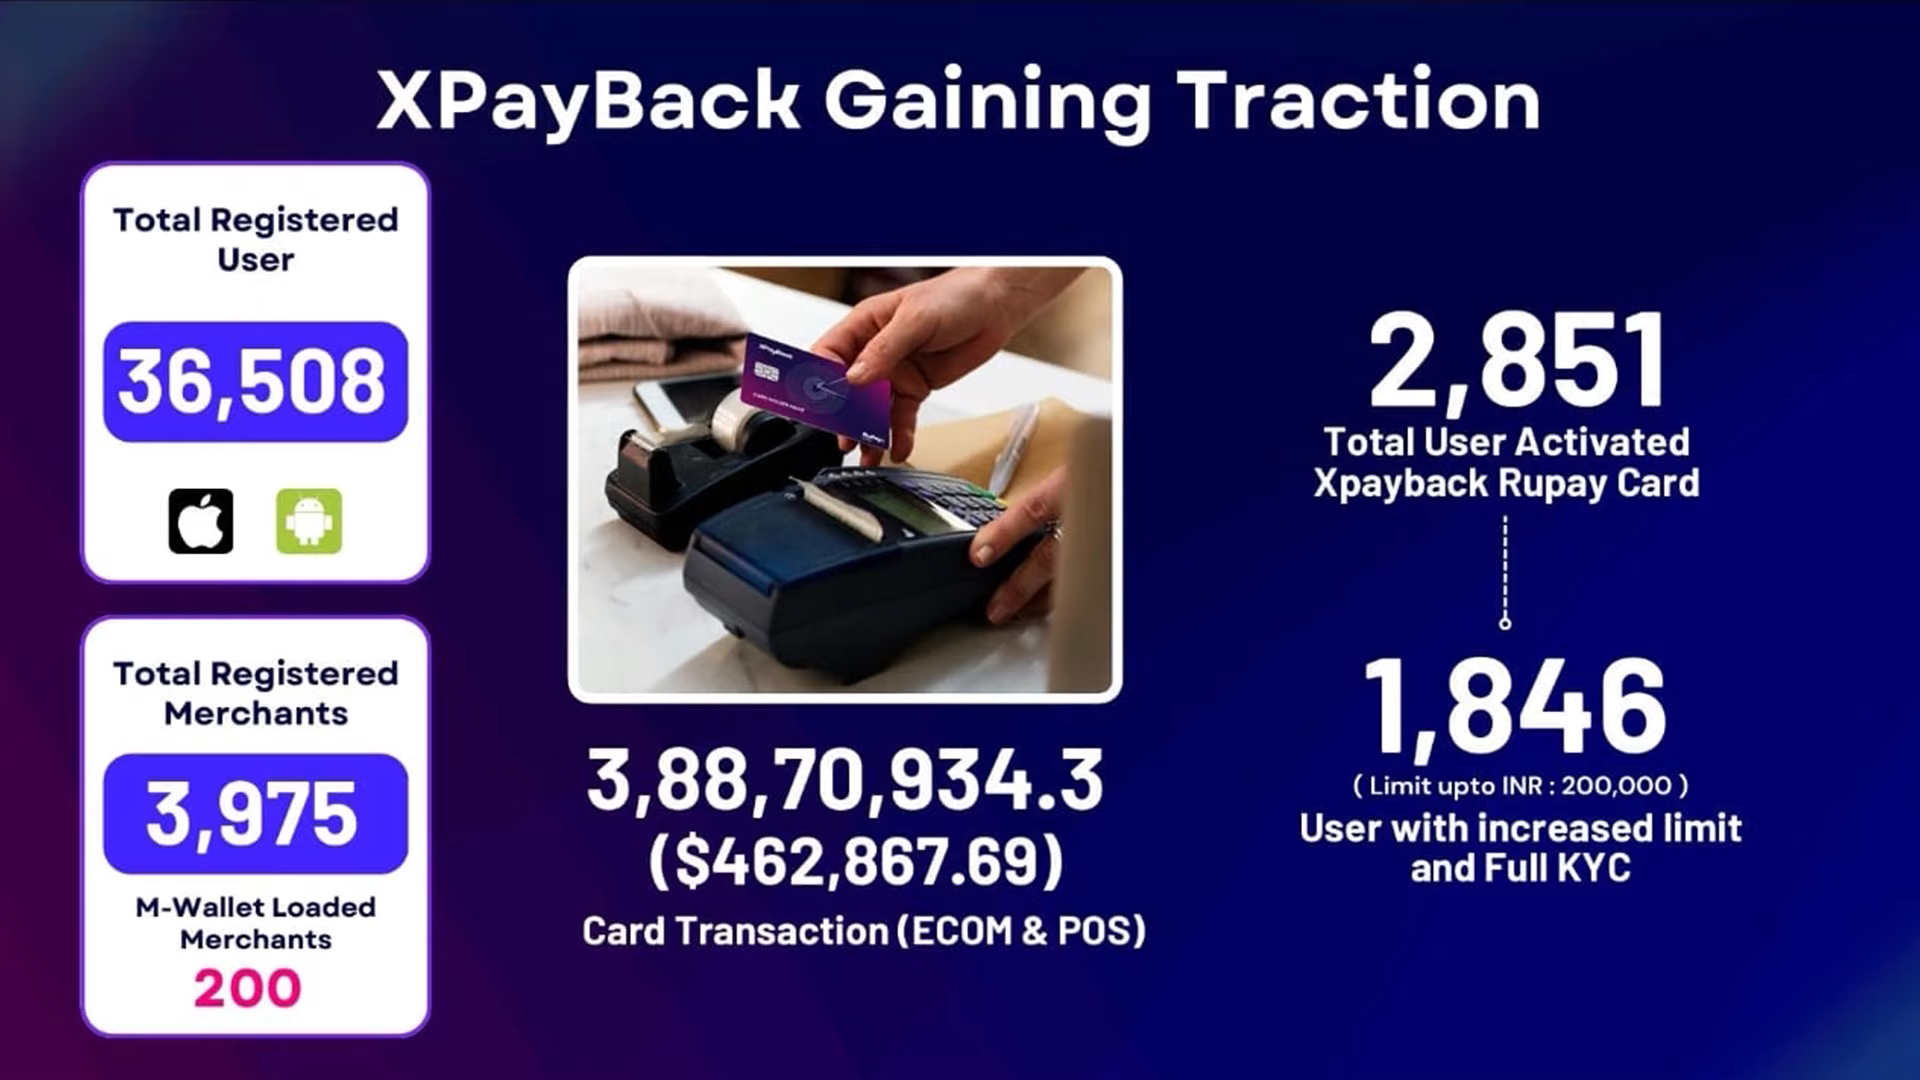 XPayBack Gaining Traction
Total Registered
User
36,508
Total Registered
Merchants
3,975
M-Wallet Loaded
Merchants
200
XPayBack
3,88,70,934.3
($462,867.69)
Card Transaction (ECOM & POS)
2,851
Total User Activated
Xpayback Rupay Card
1,846
( Limit upto INR : 200,000 )
User with increased limit
and Full KYC